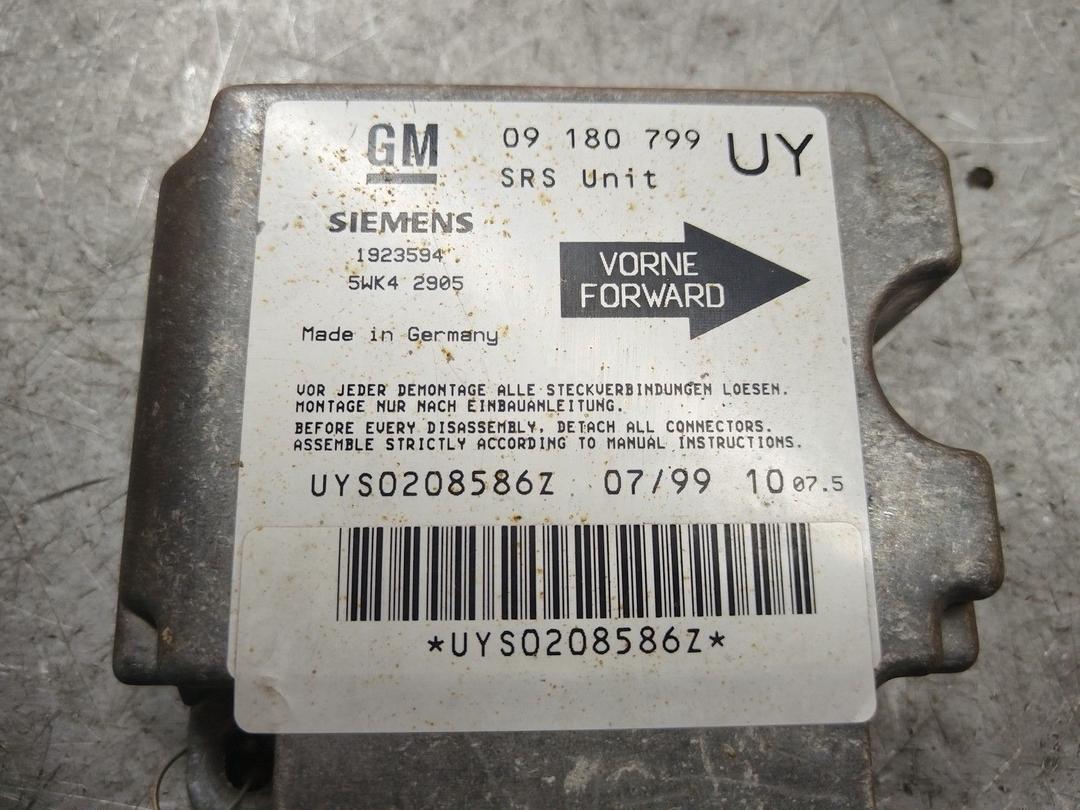 GM
09 180 799 UY
SRS Unit
SIEMENS
1923594
5WK4 2905
VORNE
FORWARD
Made in Germany
VOR JEDER DEMONTAGE ALLE STECKVERBINDUNGEN LOESEN.
MONTAGE NUR NACH EINBAUANLEITUNG.
BEFORE EVERY DISASSEMBLY, DETACH ALL CONNECTORS.
ASSEMBLE STRICTLY ACCORDING TO MANUAL INSTRUCTIONS.
UYS0208586Z 07/99 10 07.5
*UYS0208586Z*